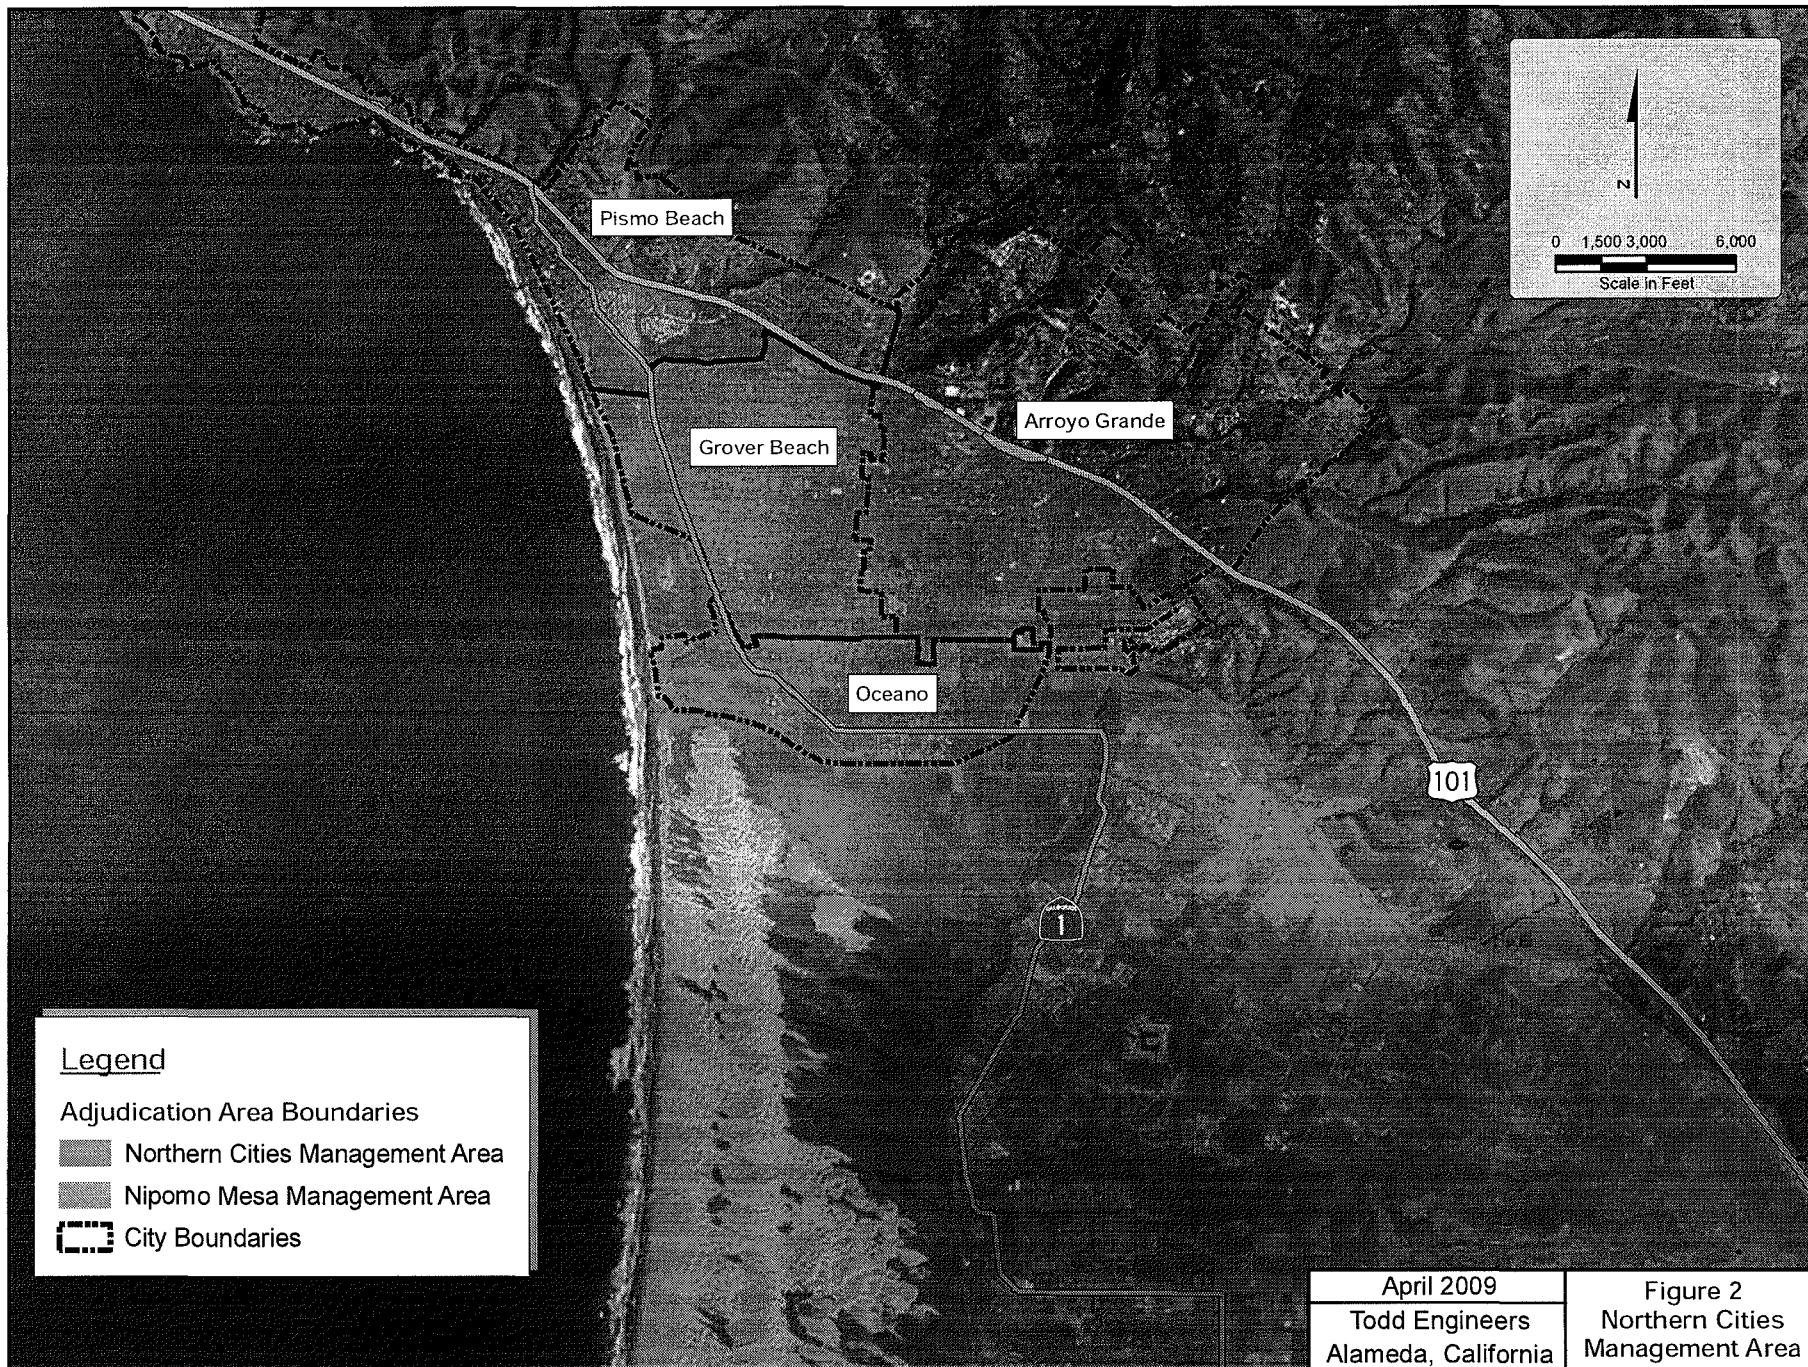 Pismo Beach
N
0 1,500 3,000 6,000
Scale in Feet
Arroyo Grande
Grover Beach
Oceano
101
1
Legend
Adjudication Area Boundaries
Northern Cities Management Area
Nipomo Mesa Management Area
City Boundaries
April 2009
Todd Engineers
Alameda, California
Figure 2
Northern Cities
Management Area